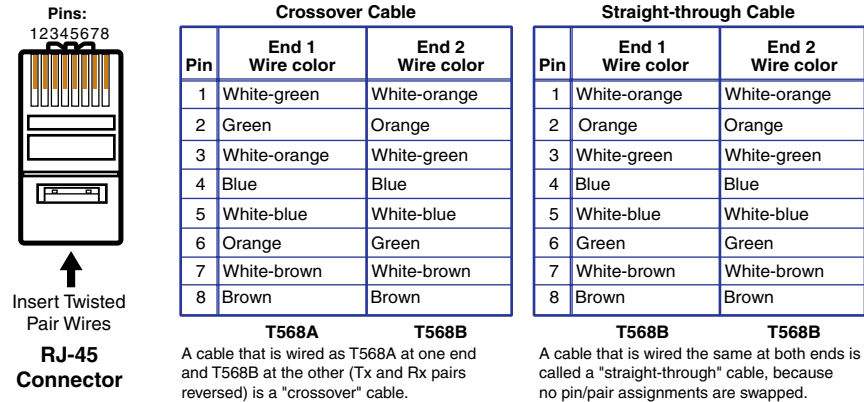 Pins:
12345678
Insert Twisted
Pair Wires
RJ-45
Connector
Crossover Cable
Pin End 1 Wire color End 2 Wire color
1 White-green White-orange
2 Green Orange
3 White-orange White-green
4 Blue Blue
5 White-blue White-blue
6 Orange Green
7 White-brown White-brown
8 Brown Brown
T568A T568B
A cable that is wired as T568A at one end
and T568B at the other (Tx and Rx pairs
reversed) is a "crossover" cable.
Straight-through Cable
Pin End 1 Wire color End 2 Wire color
1 White-orange White-orange
2 Orange Orange
3 White-green White-green
4 Blue Blue
5 White-blue White-blue
6 Green Green
7 White-brown White-brown
8 Brown Brown
T568B T568B
A cable that is wired the same at both ends is
called a "straight-through" cable, because
no pin/pair assignments are swapped.